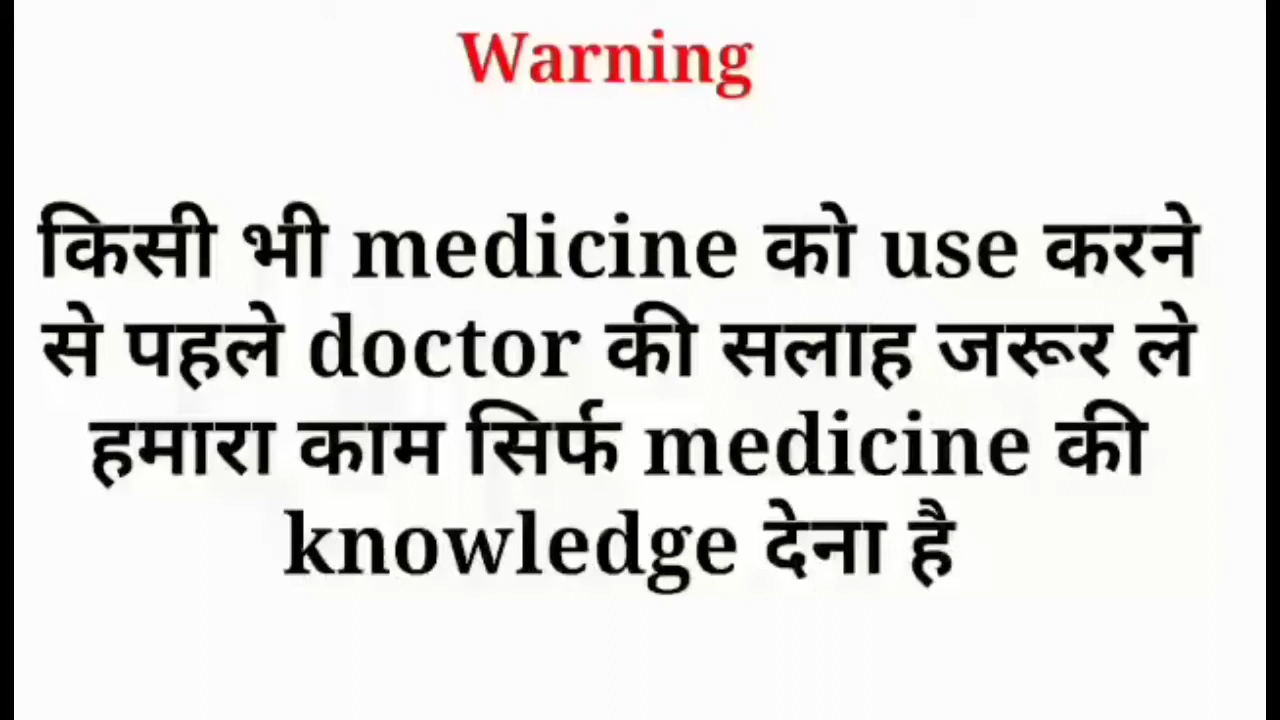 Warning
किसी भी medicine को use करने
से पहले doctor की सलाह जरूर ले
हमारा काम सिर्फ medicine की
knowledge देना है